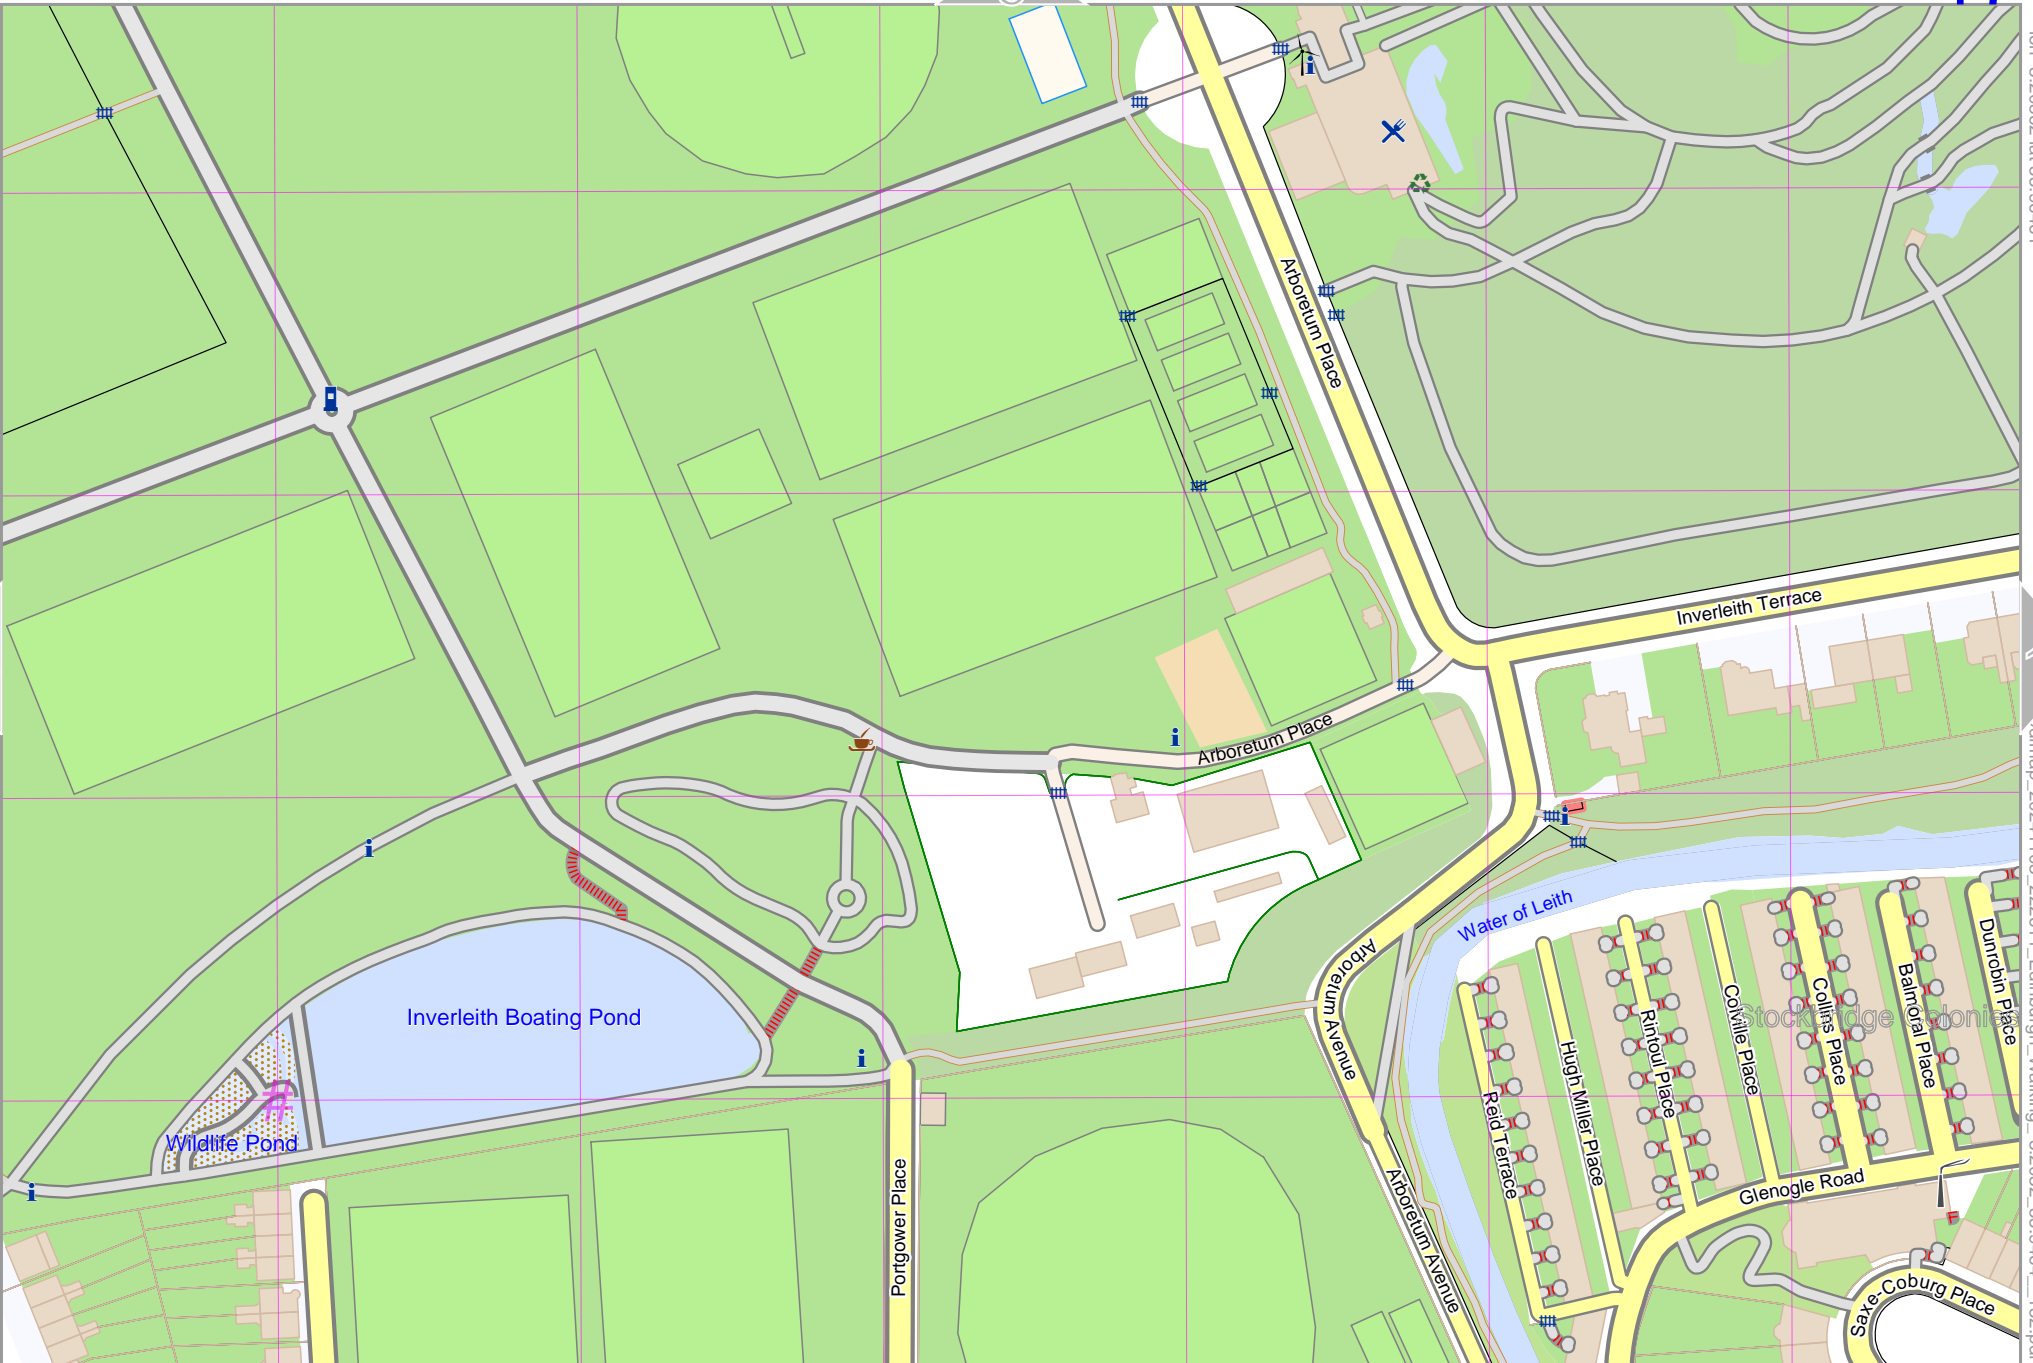 Arboretum Place
Inverleith Terrace
Arboretum Place
Water of Leith
Arboretum Avenue
Inverleith Boating Pond
Wildlife Pond
Stockbridge Colonies
Dunrobin Place
Balmoral Place
Collins Place
Colville Place
Rintoul Place
Hugh Miller Place
Reid Terrace
Glenogle Road
Portgower Place
Arboretum Avenue
Saxe-Coburg Place